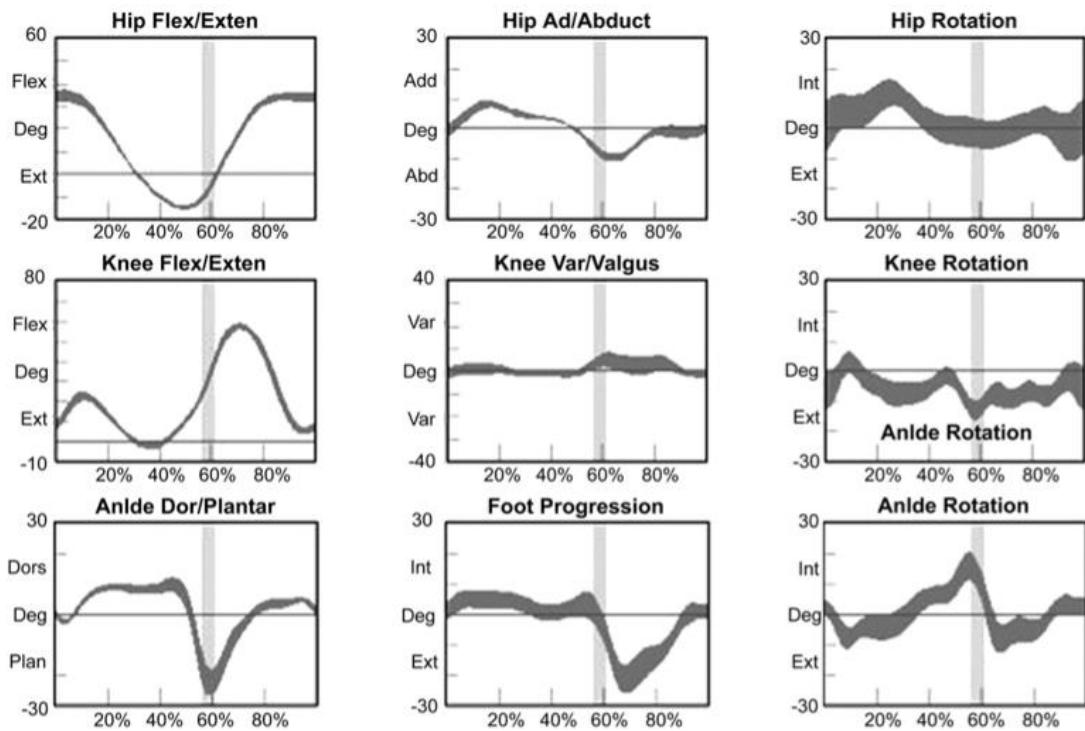 Hip Flex/Exten
60
Flex
Deg
Ext
-20
20% 40% 60% 80%
Hip Ad/Abduct
30
Add
Deg
Abd
-30
20% 40% 60% 80%
Hip Rotation
30
Int
Deg
Ext
-30
20% 40% 60% 80%
Knee Flex/Exten
80
Flex
Deg
Ext
-10
20% 40% 60% 80%
Knee Var/Valgus
40
Var
Deg
Var
-40
20% 40% 60% 80%
Knee Rotation
30
Int
Deg
Ext
Anlde Rotation
-30
20% 40% 60% 80%
Anlde Dor/Plantar
30
Dors
Deg
Plan
-30
20% 40% 60% 80%
Foot Progression
30
Int
Deg
Ext
-30
20% 40% 60% 80%
Anlde Rotation
30
Int
Deg
Ext
-30
20% 40% 60% 80%